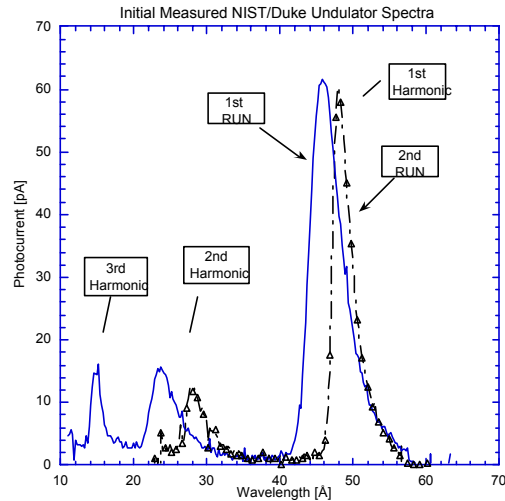 Initial Measured NIST/Duke Undulator Spectra
70
60
50
40
30
20
10
0
Photocurrent [pA]
1st
RUN
1st
Harmonic
2nd
RUN
3rd
Harmonic
2nd
Harmonic
10
20
30
40
50
60
70
Wavelength [A]